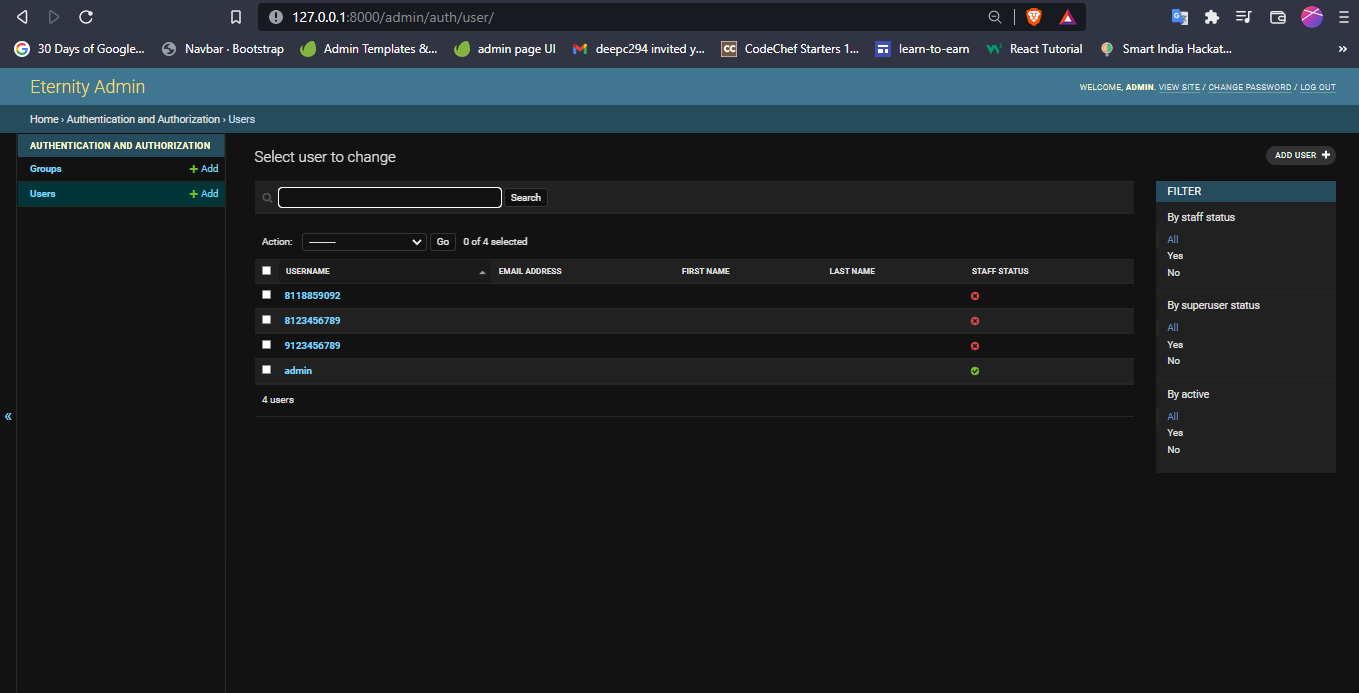 127.0.0.1:8000/admin/auth/user/
30 Days of Google... Navbar · Bootstrap Admin Templates &... admin page UI deepc294 invited y... CC CodeChef Starters 1... learn-to-earn React Tutorial Smart India Hackat... »
Eternity Admin
WELCOME, ADMIN. VIEW SITE / CHANGE PASSWORD / LOG OUT
Home › Authentication and Authorization › Users
AUTHENTICATION AND AUTHORIZATION
Groups + Add
Users + Add
«
Select user to change
ADD USER +
Search
Action: --------- Go 0 of 4 selected
USERNAME EMAIL ADDRESS FIRST NAME LAST NAME STAFF STATUS
8118859092
8123456789
9123456789
admin
4 users
FILTER
By staff status
All
Yes
No
By superuser status
All
Yes
No
By active
All
Yes
No